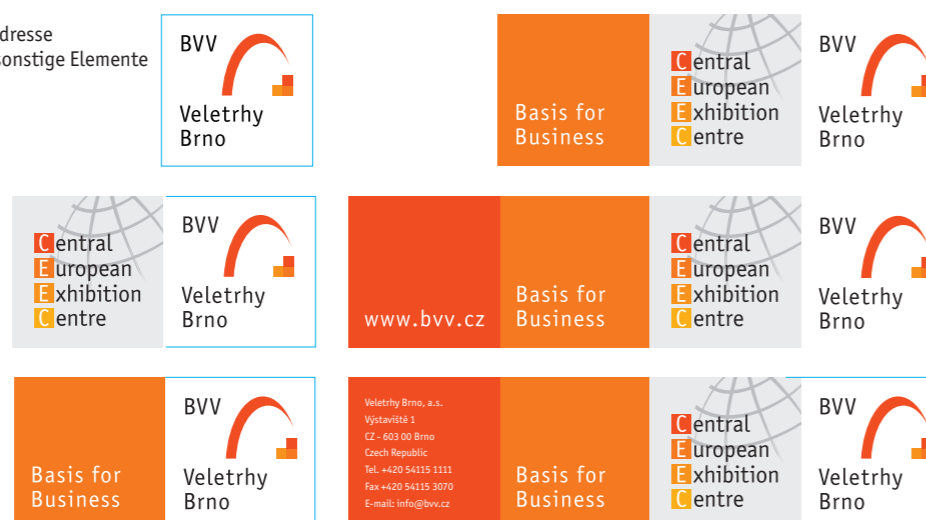 dresse
sonstige Elemente
BVV
Veletrhy
Brno
Basis for
Business
Central
European
Exhibition
Centre
BVV
Veletrhy
Brno
Central
European
Exhibition
Centre
BVV
Veletrhy
Brno
www.bvv.cz
Basis for
Business
Central
European
Exhibition
Centre
BVV
Veletrhy
Brno
Basis for
Business
BVV
Veletrhy
Brno
Veletrhy Brno, a.s.
Výstaviště 1
CZ - 603 00 Brno
Czech Republic
Tel. +420 54115 1111
Fax +420 54115 3070
E-mail: info@bvv.cz
Basis for
Business
Central
European
Exhibition
Centre
BVV
Veletrhy
Brno